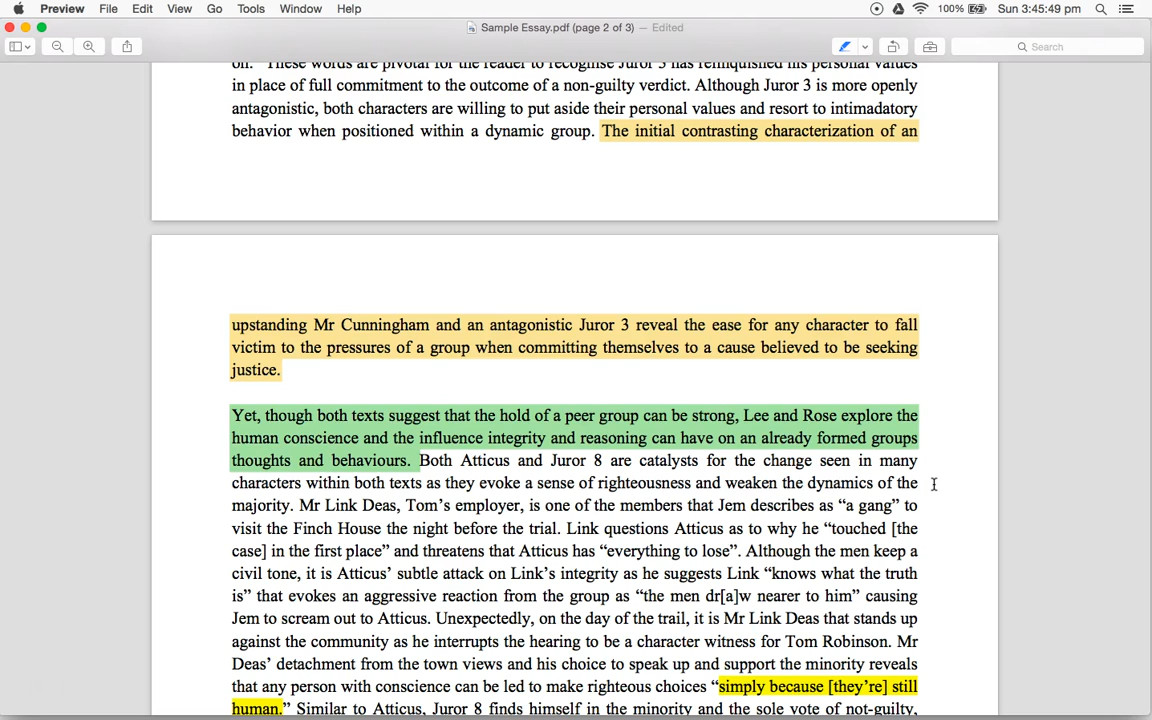 Preview File Edit View Go Tools Window Help 100% Sun 3:45:49 pm
Sample Essay.pdf (page 2 of 3) — Edited
Search
on.” These words are pivotal for the reader to recognise Juror 3 has relinquished his personal values
in place of full commitment to the outcome of a non-guilty verdict. Although Juror 3 is more openly
antagonistic, both characters are willing to put aside their personal values and resort to intimadatory
behavior when positioned within a dynamic group. The initial contrasting characterization of an
upstanding Mr Cunningham and an antagonistic Juror 3 reveal the ease for any character to fall
victim to the pressures of a group when committing themselves to a cause believed to be seeking
justice.
Yet, though both texts suggest that the hold of a peer group can be strong, Lee and Rose explore the
human conscience and the influence integrity and reasoning can have on an already formed groups
thoughts and behaviours. Both Atticus and Juror 8 are catalysts for the change seen in many
characters within both texts as they evoke a sense of righteousness and weaken the dynamics of the
majority. Mr Link Deas, Tom’s employer, is one of the members that Jem describes as “a gang” to
visit the Finch House the night before the trial. Link questions Atticus as to why he “touched [the
case] in the first place” and threatens that Atticus has “everything to lose”. Although the men keep a
civil tone, it is Atticus’ subtle attack on Link’s integrity as he suggests Link “knows what the truth
is” that evokes an aggressive reaction from the group as “the men dr[a]w nearer to him” causing
Jem to scream out to Atticus. Unexpectedly, on the day of the trail, it is Mr Link Deas that stands up
against the community as he interrupts the hearing to be a character witness for Tom Robinson. Mr
Deas’ detachment from the town views and his choice to speak up and support the minority reveals
that any person with conscience can be led to make righteous choices “simply because [they’re] still
human.” Similar to Atticus, Juror 8 finds himself in the minority and the sole vote of not-guilty,